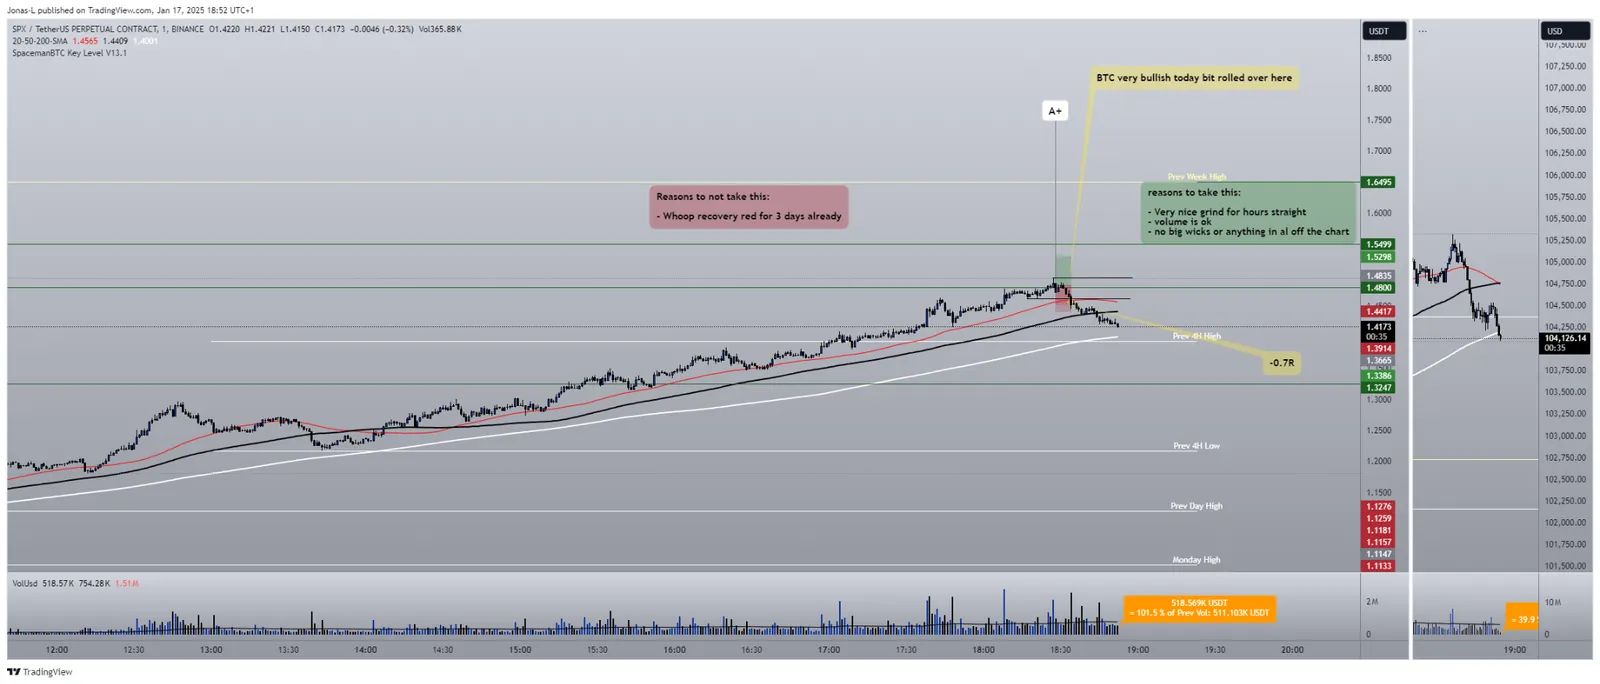 Jonas-L published on TradingView.com, Jan 17, 2025 18:52 UTC+1
SPX / TetherUS PERPETUAL CONTRACT, 1, BINANCE O1.4220 H1.4221 L1.4150 C1.4173 -0.0046 (-0.32%) Vol365.88K
20-50-200-SMA 1.4565 1.4409 1.4001
SpacemanBTC Key Level V13.1
BTC very bullish today bit rolled over here
A+
Prev Week High
Reasons to not take this:
- Whoop recovery red for 3 days already
reasons to take this:
- Very nice grind for hours straight
- volume is ok
- no big wicks or anything in al off the chart
Prev 4H High
-0.7R
Prev 4H Low
Prev Day High
Monday High
USDT
1.8500
1.8000
1.7500
1.7000
1.6495
1.6000
1.5499
1.5298
1.4835
1.4800
1.4417
1.4173
00:35
1.3914
1.3665
1.3386
1.3247
1.3000
1.2500
1.2000
1.1500
1.1276
1.1259
1.1181
1.1157
1.1147
1.1133
...
USD
107,500.00
107,250.00
107,000.00
106,750.00
106,500.00
106,250.00
106,000.00
105,750.00
105,500.00
105,250.00
105,000.00
104,750.00
104,500.00
104,250.00
104,126.14
00:35
103,750.00
103,500.00
103,250.00
103,000.00
102,750.00
102,500.00
102,250.00
102,000.00
101,750.00
101,500.00
VolUsd 518.57K 754.28K 1.51M
518.569K USDT
= 101.5 % of Prev Vol: 511.103K USDT
2M
0
= 39.9
10M
0
12:00 12:30 13:00 13:30 14:00 14:30 15:00 15:30 16:00 16:30 17:00 17:30 18:00 18:30 19:00 19:30 20:00
19:00
TradingView